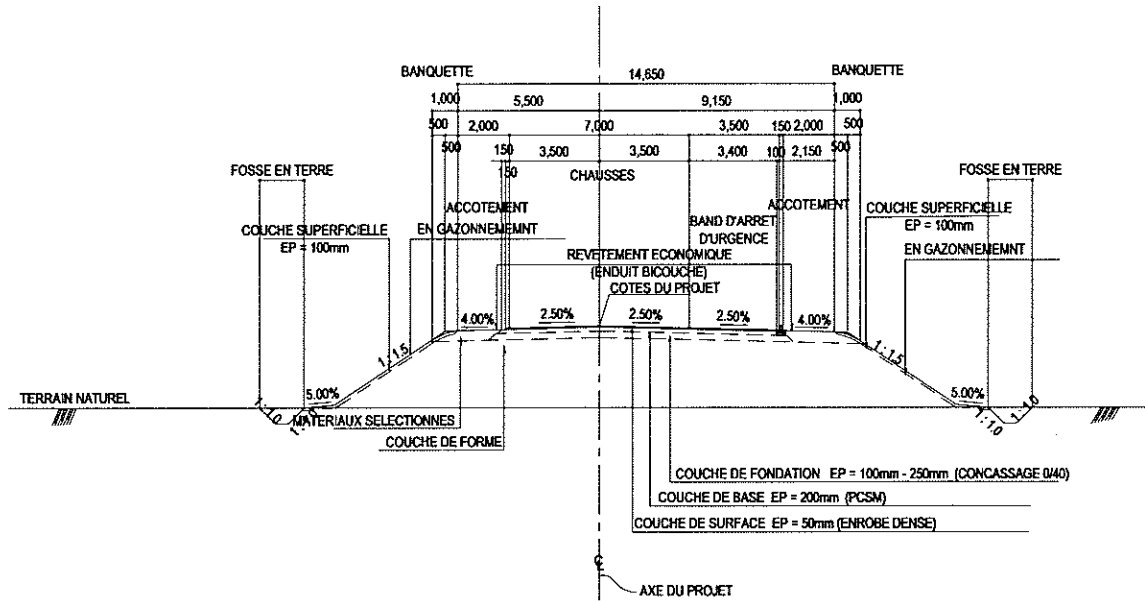 BANQUETTE
14,650
BANQUETTE
1,000
5,500
9,150
1,000
500
2,000
7,000
3,500
150
2,000
500
500
150
3,500
3,500
3,400
100
2,150
500
150
CHAUSSES
FOSSE EN TERRE
FOSSE EN TERRE
ACCOTEMENT
COUCHE SUPERFICIELLE
EP = 100mm
EN GAZONNEMEMNT
BAND D'ARRET
D'URGENCE
ACCOTEMENT
COUCHE SUPERFICIELLE
EP = 100mm
EN GAZONNEMEMNT
REVETEMENT ECONOMIQUE
(ENDUIT BICOUCHE)
COTES DU PROJET
4.00%
2.50%
2.50%
2.50%
4.00%
1 : 1.5
1 : 1.5
5.00%
5.00%
TERRAIN NATUREL
1 : 1.0
1 : 1.0
1 : 1.0
1 : 1.0
MATERIAUX SELECTIONNES
COUCHE DE FORME
COUCHE DE FONDATION EP = 100mm - 250mm (CONCASSAGE 0/40)
COUCHE DE BASE EP = 200mm (PCSM)
COUCHE DE SURFACE EP = 50mm (ENROBE DENSE)
AXE DU PROJET